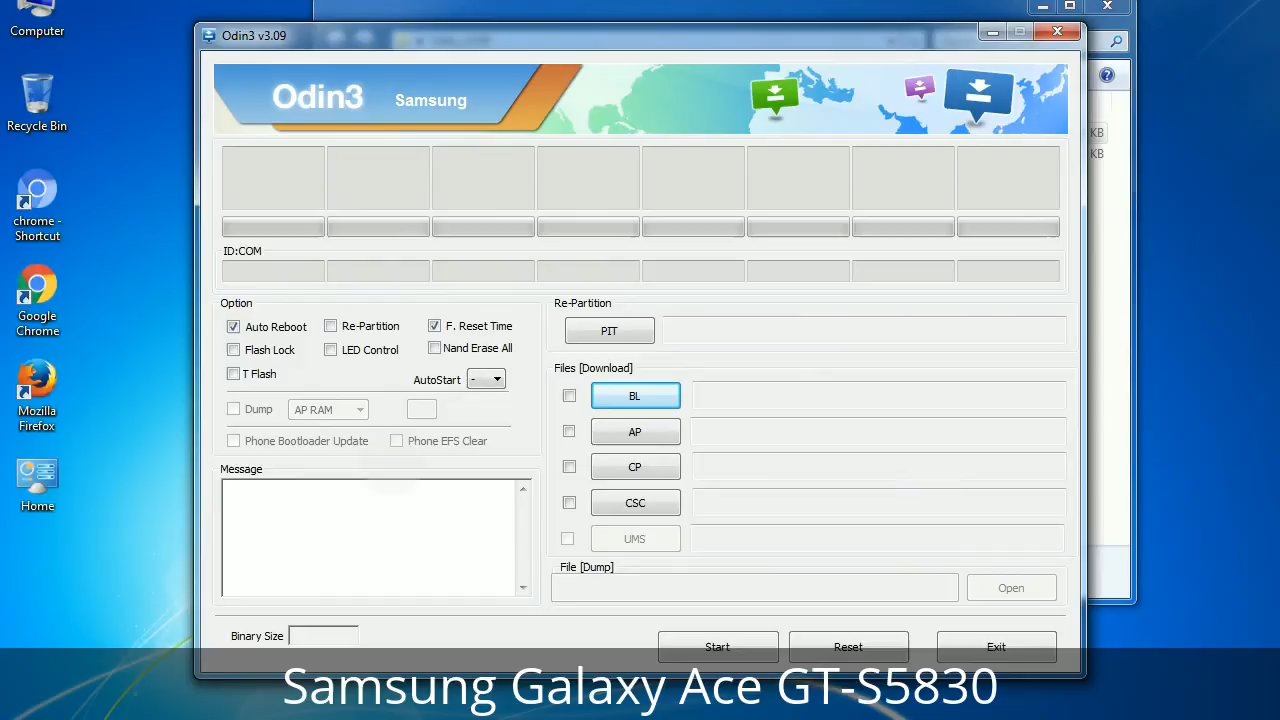 Computer
Recycle Bin
chrome -
Shortcut
Google
Chrome
Mozilla
Firefox
Home
Odin3 v3.09
Odin3
Samsung
ID:COM
Option
Auto Reboot
Re-Partition
F. Reset Time
Flash Lock
LED Control
Nand Erase All
T Flash
AutoStart
-
Dump
AP RAM
Phone Bootloader Update
Phone EFS Clear
Message
Binary Size
Re-Partition
PIT
Files [Download]
BL
AP
CP
CSC
UMS
File [Dump]
Open
Start
Reset
Exit
KB
KB
Samsung Galaxy Ace GT-S5830